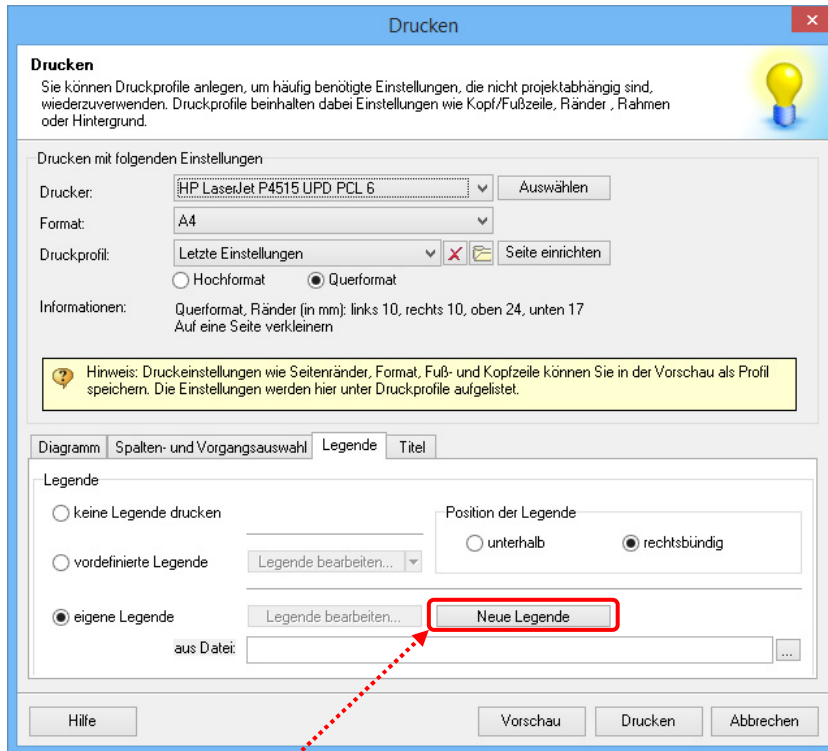 Drucken
Drucken
Sie können Druckprofile anlegen, um häufig benötigte Einstellungen, die nicht projektabhängig sind,
wiederzuverwenden. Druckprofile beinhalten dabei Einstellungen wie Kopf/Fußzeile, Ränder , Rahmen
oder Hintergrund.
Drucken mit folgenden Einstellungen
Drucker: HP LaserJet P4515 UPD PCL 6 Auswählen
Format: A4
Druckprofil: Letzte Einstellungen Seite einrichten
Hochformat Querformat
Informationen: Querformat, Ränder (in mm): links 10, rechts 10, oben 24, unten 17
Auf eine Seite verkleinern
Hinweis: Druckeinstellungen wie Seitenränder, Format, Fuß- und Kopfzeile können Sie in der Vorschau als Profil
speichern. Die Einstellungen werden hier unter Druckprofile aufgelistet.
Diagramm Spalten- und Vorgangsauswahl Legende Titel
Legende
keine Legende drucken Position der Legende
unterhalb rechtsbündig
vordefinierte Legende Legende bearbeiten...
eigene Legende Legende bearbeiten... Neue Legende
aus Datei: ...
Hilfe Vorschau Drucken Abbrechen